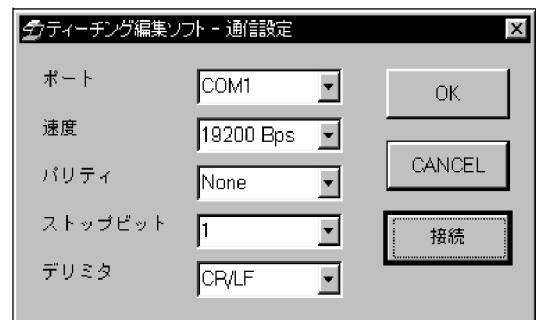 ティーチング編集ソフト - 通信設定
ポート COM1 OK
速度 19200 Bps
パリティ None CANCEL
ストップビット 1 接続
デリミタ CR/LF